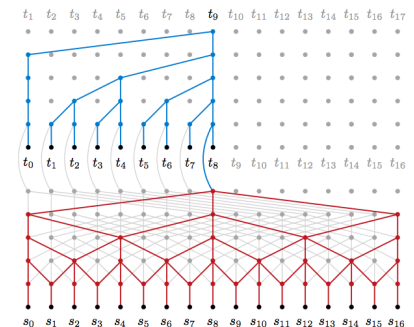 t₁ t₂ t₃ t₄ t₅ t₆ t₇ t₈ t₉ t₁₀ t₁₁ t₁₂ t₁₃ t₁₄ t₁₅ t₁₆ t₁₇
t₀ t₁ t₂ t₃ t₄ t₅ t₆ t₇ t₈ t₉ t₁₀ t₁₁ t₁₂ t₁₃ t₁₄ t₁₅ t₁₆
s₀ s₁ s₂ s₃ s₄ s₅ s₆ s₇ s₈ s₉ s₁₀ s₁₁ s₁₂ s₁₃ s₁₄ s₁₅ s₁₆